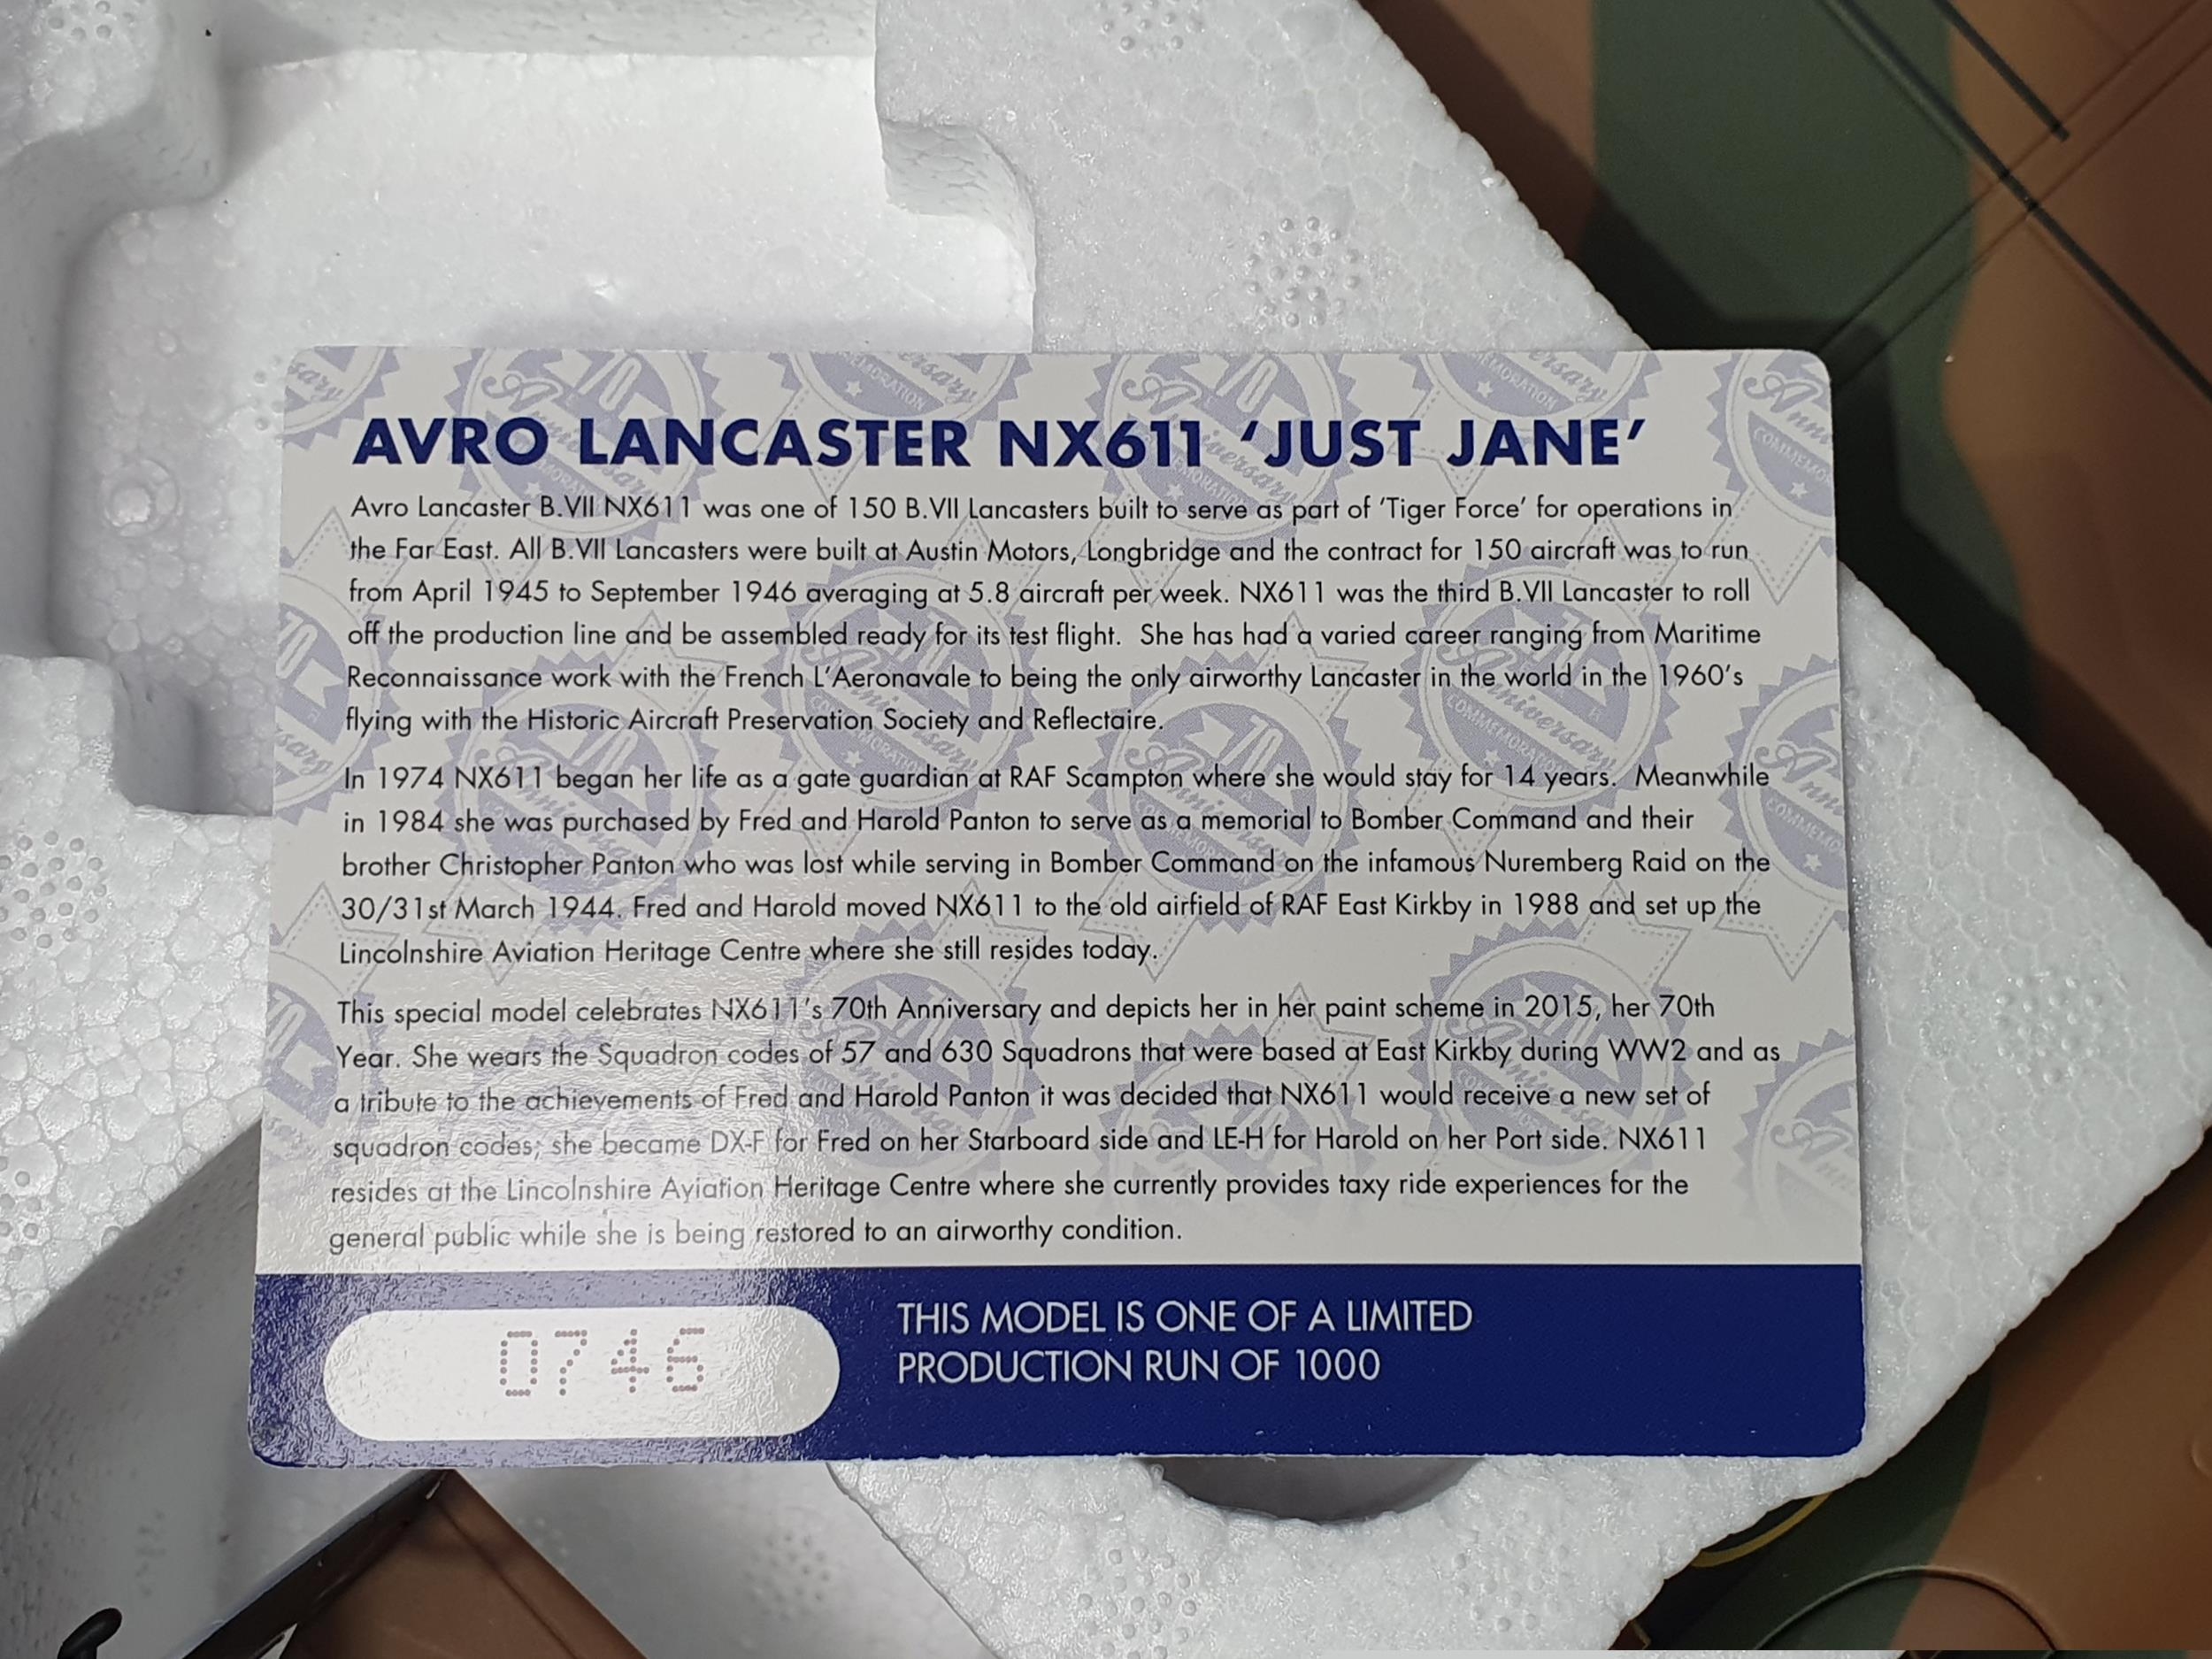 AVRO LANCASTER NX611 ‘JUST JANE’
Avro Lancaster B.VII NX611 was one of 150 B.VII Lancasters built to serve as part of ‘Tiger Force’ for operations in
the Far East. All B.VII Lancasters were built at Austin Motors, Longbridge and the contract for 150 aircraft was to run
from April 1945 to September 1946 averaging at 5.8 aircraft per week. NX611 was the third B.VII Lancaster to roll
off the production line and be assembled ready for its test flight. She has had a varied career ranging from Maritime
Reconnaissance work with the French L’Aeronavale to being the only airworthy Lancaster in the world in the 1960’s
flying with the Historic Aircraft Preservation Society and Reflectaire.
In 1974 NX611 began her life as a gate guardian at RAF Scampton where she would stay for 14 years. Meanwhile
in 1984 she was purchased by Fred and Harold Panton to serve as a memorial to Bomber Command and their
brother Christopher Panton who was lost while serving in Bomber Command on the infamous Nuremberg Raid on the
30/31st March 1944. Fred and Harold moved NX611 to the old airfield of RAF East Kirkby in 1988 and set up the
Lincolnshire Aviation Heritage Centre where she still resides today.
This special model celebrates NX611’s 70th Anniversary and depicts her in her paint scheme in 2015, her 70th
Year. She wears the Squadron codes of 57 and 630 Squadrons that were based at East Kirkby during WW2 and as
a tribute to the achievements of Fred and Harold Panton it was decided that NX611 would receive a new set of
squadron codes; she became DX-F for Fred on her Starboard side and LE-H for Harold on her Port side. NX611
resides at the Lincolnshire Aviation Heritage Centre where she currently provides taxy ride experiences for the
general public while she is being restored to an airworthy condition.
0746
THIS MODEL IS ONE OF A LIMITED
PRODUCTION RUN OF 1000